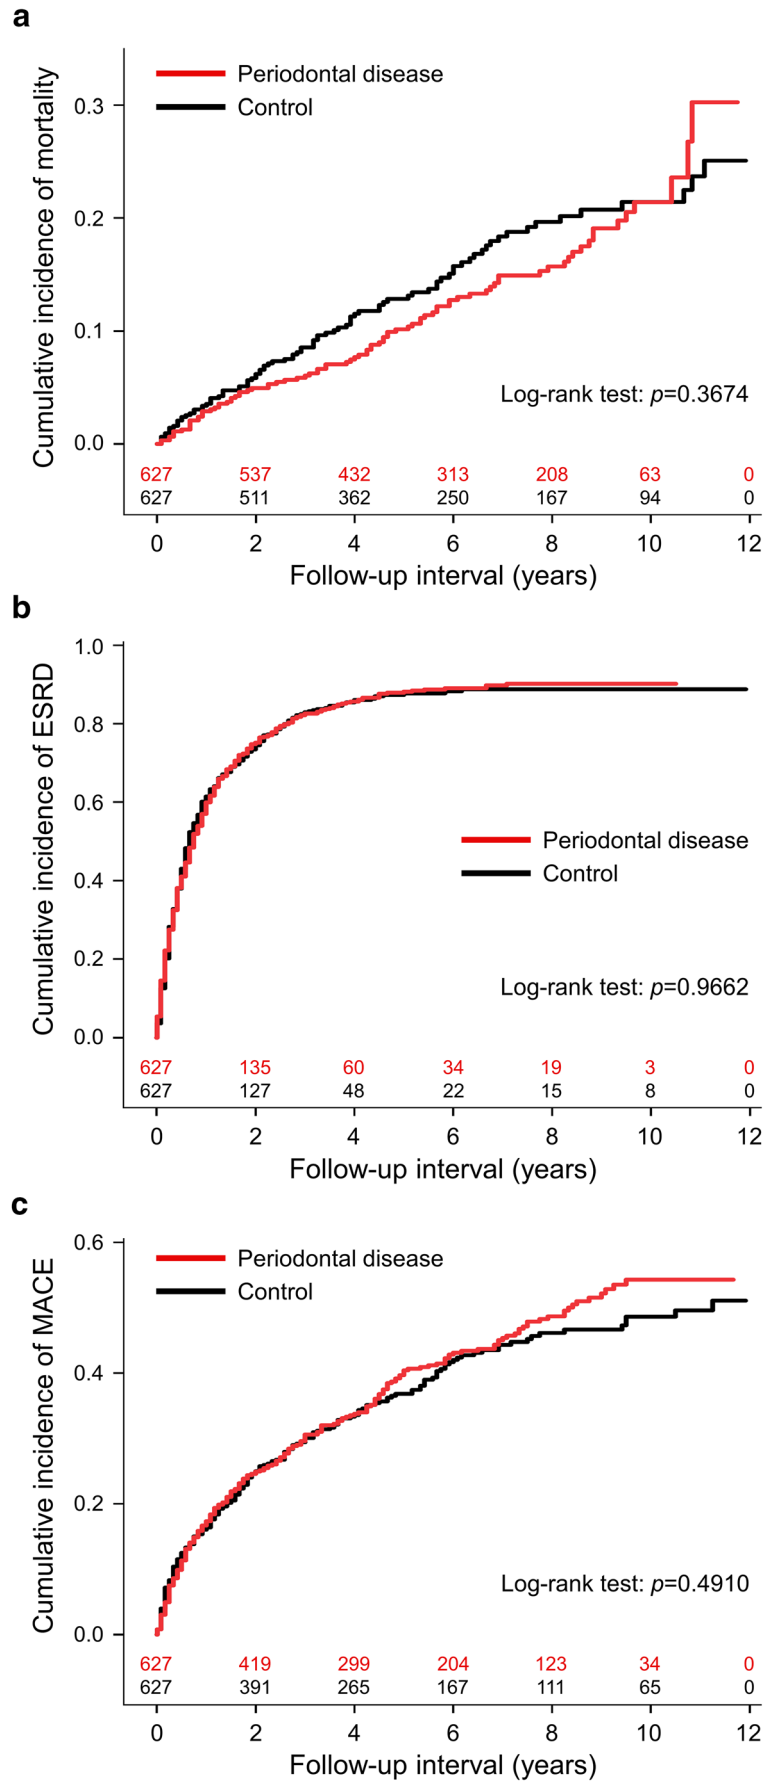 a
Cumulative incidence of mortality
Periodontal disease
Control
0.3
0.2
0.1
0.0
Log-rank test: p=0.3674
627 537 432 313 208 63 0
627 511 362 250 167 94 0
0 2 4 6 8 10 12
Follow-up interval (years)
b
Cumulative incidence of ESRD
1.0
0.8
0.6
0.4
0.2
0.0
Periodontal disease
Control
Log-rank test: p=0.9662
627 135 60 34 19 3 0
627 127 48 22 15 8 0
0 2 4 6 8 10 12
Follow-up interval (years)
c
Cumulative incidence of MACE
0.6
0.4
0.2
0.0
Periodontal disease
Control
Log-rank test: p=0.4910
627 419 299 204 123 34 0
627 391 265 167 111 65 0
0 2 4 6 8 10 12
Follow-up interval (years)